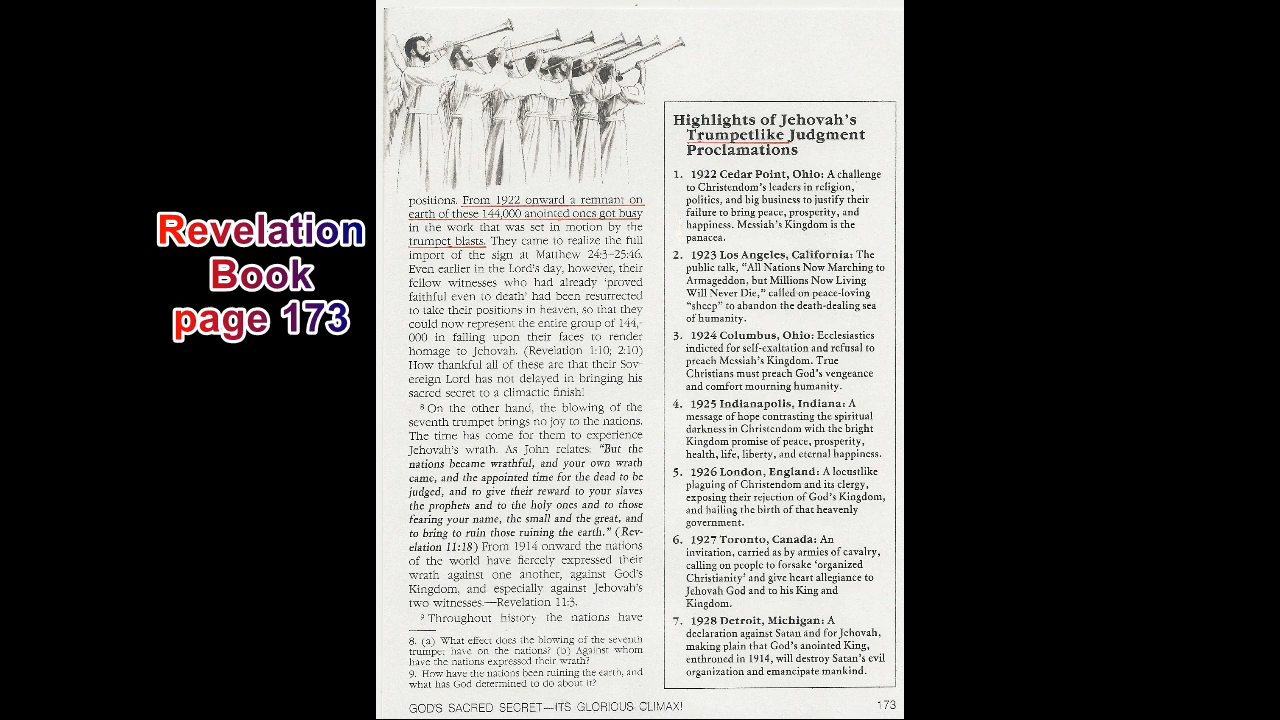 Revelation
Book
page 173
positions. From 1922 onward a remnant on
earth of these 144,000 anointed ones got busy
in the work that was set in motion by the
trumpet blasts. They came to realize the full
import of the sign at Matthew 24:3–25:46.
Even earlier in the Lord's day, however, their
fellow witnesses who had already 'proved
faithful even to death' had been resurrected
to take their positions in heaven, so that they
could now represent the entire group of 144,-
000 in falling upon their faces to render
homage to Jehovah. (Revelation 1:10; 2:10)
How thankful all of these are that their Sov-
ereign Lord has not delayed in bringing his
sacred secret to a climactic finish!
8 On the other hand, the blowing of the
seventh trumpet brings no joy to the nations.
The time has come for them to experience
Jehovah's wrath. As John relates: "But the
nations became wrathful, and your own wrath
came, and the appointed time for the dead to be
judged, and to give their reward to your slaves
the prophets and to the holy ones and to those
fearing your name, the small and the great, and
to bring to ruin those ruining the earth." (Rev-
elation 11:18) From 1914 onward the nations
of the world have fiercely expressed their
wrath against one another, against God's
Kingdom, and especially against Jehovah's
two witnesses.—Revelation 11:3.
9 Throughout history the nations have
8. (a) What effect does the blowing of the seventh
trumpet have on the nations? (b) Against whom
have the nations expressed their wrath?
9. How have the nations been ruining the earth, and
what has God determined to do about it?
Highlights of Jehovah's
Trumpetlike Judgment
Proclamations
1. 1922 Cedar Point, Ohio: A challenge
to Christendom's leaders in religion,
politics, and big business to justify their
failure to bring peace, prosperity, and
happiness. Messiah's Kingdom is the
panacea.
2. 1923 Los Angeles, California: The
public talk, "All Nations Now Marching to
Armageddon, but Millions Now Living
Will Never Die," called on peace-loving
"sheep" to abandon the death-dealing sea
of humanity.
3. 1924 Columbus, Ohio: Ecclesiastics
indicted for self-exaltation and refusal to
preach Messiah's Kingdom. True
Christians must preach God's vengeance
and comfort mourning humanity.
4. 1925 Indianapolis, Indiana: A
message of hope contrasting the spiritual
darkness in Christendom with the bright
Kingdom promise of peace, prosperity,
health, life, liberty, and eternal happiness.
5. 1926 London, England: A locustlike
plaguing of Christendom and its clergy,
exposing their rejection of God's Kingdom,
and hailing the birth of that heavenly
government.
6. 1927 Toronto, Canada: An
invitation, carried as by armies of cavalry,
calling on people to forsake 'organized
Christianity' and give heart allegiance to
Jehovah God and to his King and
Kingdom.
7. 1928 Detroit, Michigan: A
declaration against Satan and for Jehovah,
making plain that God's anointed King,
enthroned in 1914, will destroy Satan's evil
organization and emancipate mankind.
GOD'S SACRED SECRET—ITS GLORIOUS CLIMAX!
173